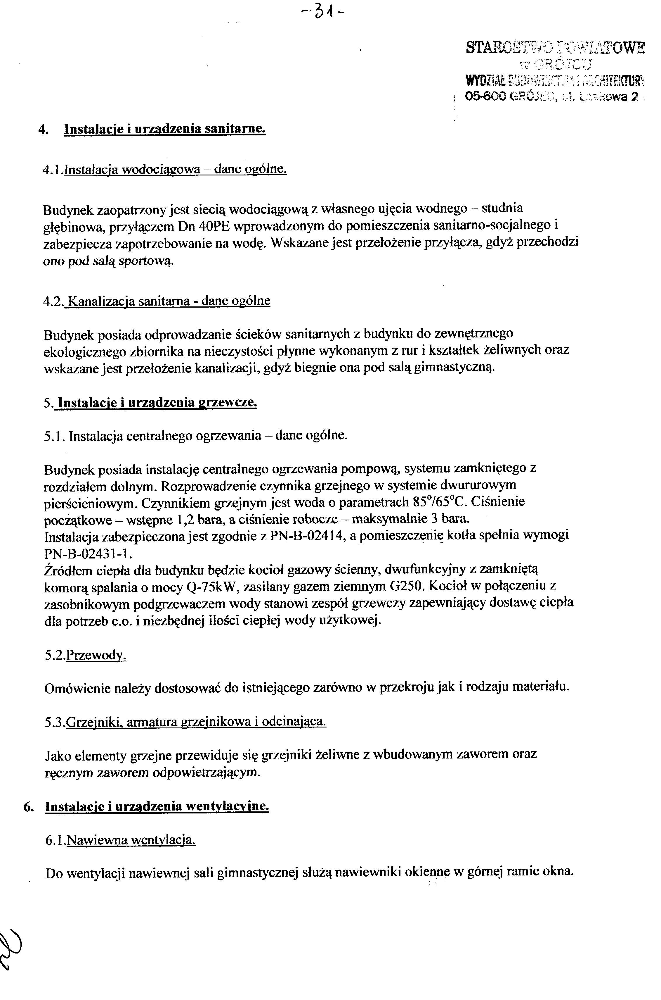 -31-
STAROSTWO POWIATOWE
w GRÓJCU
WYDZIAŁ BUDOWNICTWA I ARCHITEKTURY
05-600 GRÓJEC, ul. Laskowa 2
4. Instalacje i urządzenia sanitarne.
4.1.Instalacja wodociągowa – dane ogólne.
Budynek zaopatrzony jest siecią wodociągową z własnego ujęcia wodnego – studnia
głębinowa, przyłączem Dn 40PE wprowadzonym do pomieszczenia sanitarno-socjalnego i
zabezpiecza zapotrzebowanie na wodę. Wskazane jest przełożenie przyłącza, gdyż przechodzi
ono pod salą sportową.
4.2. Kanalizacja sanitarna - dane ogólne
Budynek posiada odprowadzanie ścieków sanitarnych z budynku do zewnętrznego
ekologicznego zbiornika na nieczystości płynne wykonanym z rur i kształtek żeliwnych oraz
wskazane jest przełożenie kanalizacji, gdyż biegnie ona pod salą gimnastyczną.
5. Instalacje i urządzenia grzewcze.
5.1. Instalacja centralnego ogrzewania – dane ogólne.
Budynek posiada instalację centralnego ogrzewania pompową, systemu zamkniętego z
rozdziałem dolnym. Rozprowadzenie czynnika grzejnego w systemie dwururowym
pierścieniowym. Czynnikiem grzejnym jest woda o parametrach 85°/65°C. Ciśnienie
początkowe – wstępne 1,2 bara, a ciśnienie robocze – maksymalnie 3 bara.
Instalacja zabezpieczona jest zgodnie z PN-B-02414, a pomieszczenie kotła spełnia wymogi
PN-B-02431-1.
Źródłem ciepła dla budynku będzie kocioł gazowy ścienny, dwufunkcyjny z zamkniętą
komorą spalania o mocy Q-75kW, zasilany gazem ziemnym G250. Kocioł w połączeniu z
zasobnikowym podgrzewaczem wody stanowi zespół grzewczy zapewniający dostawę ciepła
dla potrzeb c.o. i niezbędnej ilości ciepłej wody użytkowej.
5.2.Przewody.
Omówienie należy dostosować do istniejącego zarówno w przekroju jak i rodzaju materiału.
5.3.Grzejniki, armatura grzejnikowa i odcinająca.
Jako elementy grzejne przewiduje się grzejniki żeliwne z wbudowanym zaworem oraz
ręcznym zaworem odpowietrzającym.
6. Instalacje i urządzenia wentylacyjne.
6.1.Nawiewna wentylacja.
Do wentylacji nawiewnej sali gimnastycznej służą nawiewniki okienne w górnej ramie okna.